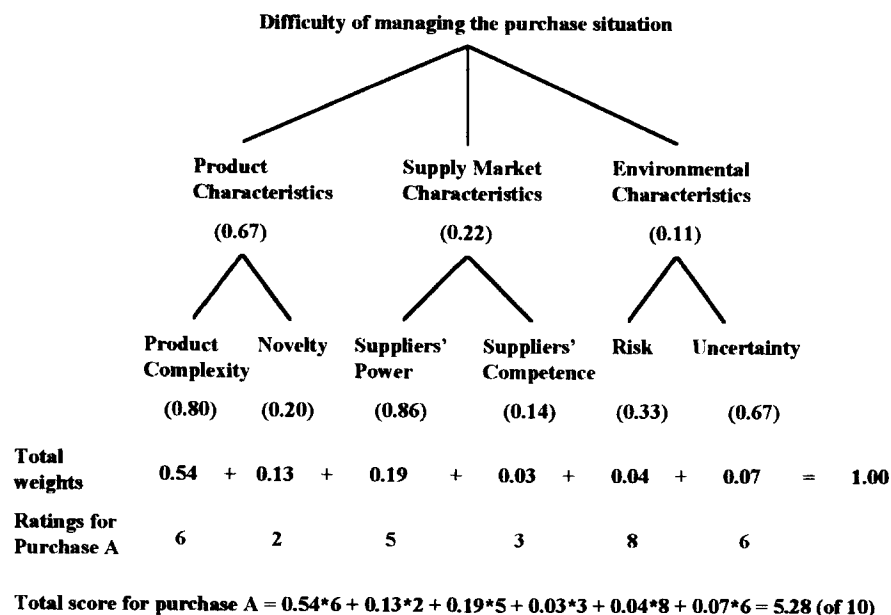 Difficulty of managing the purchase situation
Product Supply Market Environmental
Characteristics Characteristics Characteristics
(0.67) (0.22) (0.11)
Product Novelty Suppliers' Suppliers' Risk Uncertainty
Complexity Power Competence
(0.80) (0.20) (0.86) (0.14) (0.33) (0.67)
Total
weights 0.54 + 0.13 + 0.19 + 0.03 + 0.04 + 0.07 = 1.00
Ratings for
Purchase A 6 2 5 3 8 6
Total score for purchase A = 0.54*6 + 0.13*2 + 0.19*5 + 0.03*3 + 0.04*8 + 0.07*6 = 5.28 (of 10)